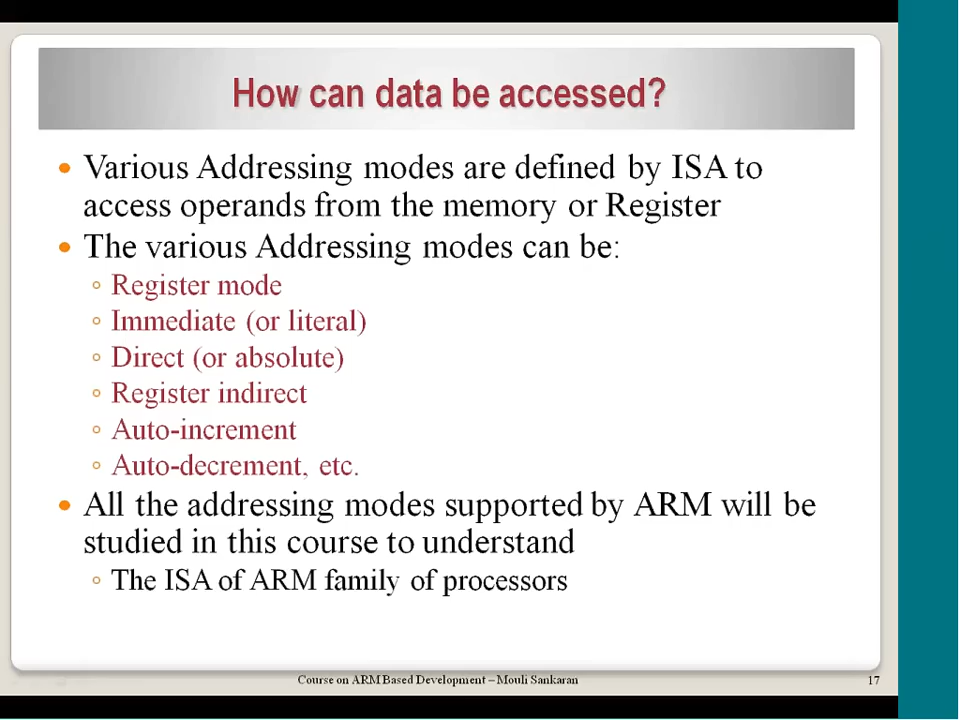 How can data be accessed?
• Various Addressing modes are defined by ISA to
access operands from the memory or Register
• The various Addressing modes can be:
◦ Register mode
◦ Immediate (or literal)
◦ Direct (or absolute)
◦ Register indirect
◦ Auto-increment
◦ Auto-decrement, etc.
• All the addressing modes supported by ARM will be
studied in this course to understand
◦ The ISA of ARM family of processors
Course on ARM Based Development – Mouli Sankaran
17